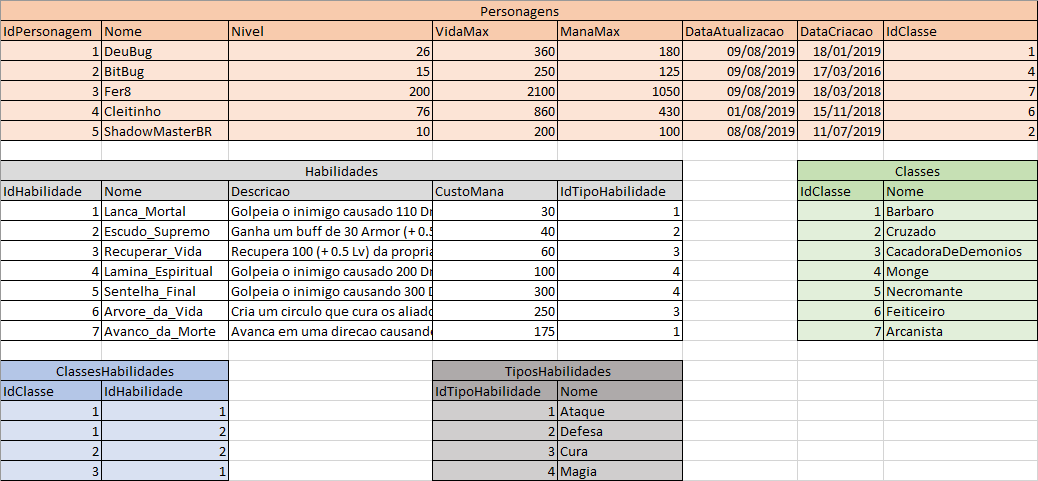 Personagens
IdPersonagem Nome Nivel VidaMax ManaMax DataAtualizacao DataCriacao IdClasse
1 DeuBug 26 360 180 09/08/2019 18/01/2019 1
2 BitBug 15 250 125 09/08/2019 17/03/2016 4
3 Fer8 200 2100 1050 09/08/2019 18/03/2018 7
4 Cleitinho 76 860 430 01/08/2019 15/11/2018 6
5 ShadowMasterBR 10 200 100 08/08/2019 11/07/2019 2
Habilidades Classes
IdHabilidade Nome Descricao CustoMana IdTipoHabilidade IdClasse Nome
1 Lanca_Mortal Golpeia o inimigo causado 110 30 1 1 Barbaro
2 Escudo_Supremo Ganha um buff de 30 Armor (+ 0.5 40 2 2 Cruzado
3 Recuperar_Vida Recupera 100 (+ 0.5 Lv) da propria 60 3 3 CacadoraDeDemonios
4 Lamina_Espiritual Golpeia o inimigo causado 200 100 4 4 Monge
5 Sentelha_Final Golpeia o inimigo causando 300 300 4 5 Necromante
6 Arvore_da_Vida Cria um circulo que cura os aliado 250 3 6 Feiticeiro
7 Avanco_da_Morte Avanca em uma direcao causando 175 1 7 Arcanista
ClassesHabilidades TiposHabilidades
IdClasse IdHabilidade IdTipoHabilidade Nome
1 1 1 Ataque
1 2 2 Defesa
2 2 3 Cura
3 1 4 Magia